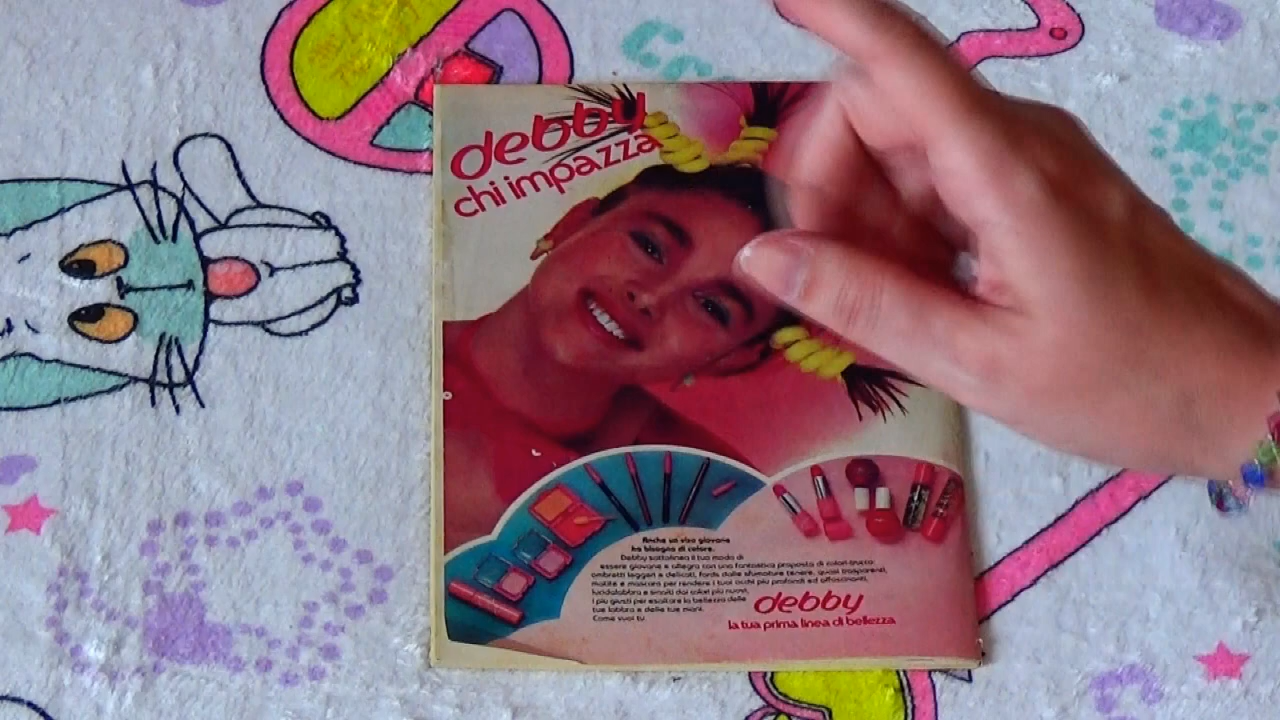 debby
chi impazza
Anche un viso giovane
ha bisogno di colore.
Debby sottolinea il tuo modo di
essere giovane e allegra con una fantastica proposta di colori-trucco:
ombretti leggeri e delicati, fards dalle sfumature tenere, quasi trasparenti,
matite e mascara per rendere i tuoi occhi più profondi ed affascinanti,
lucidalabbra e smalti dai colori più nuovi,
i più giusti per esaltare la bellezza delle
tue labbra e delle tue mani.
Come vuoi tu.
debby
la tua prima linea di bellezza